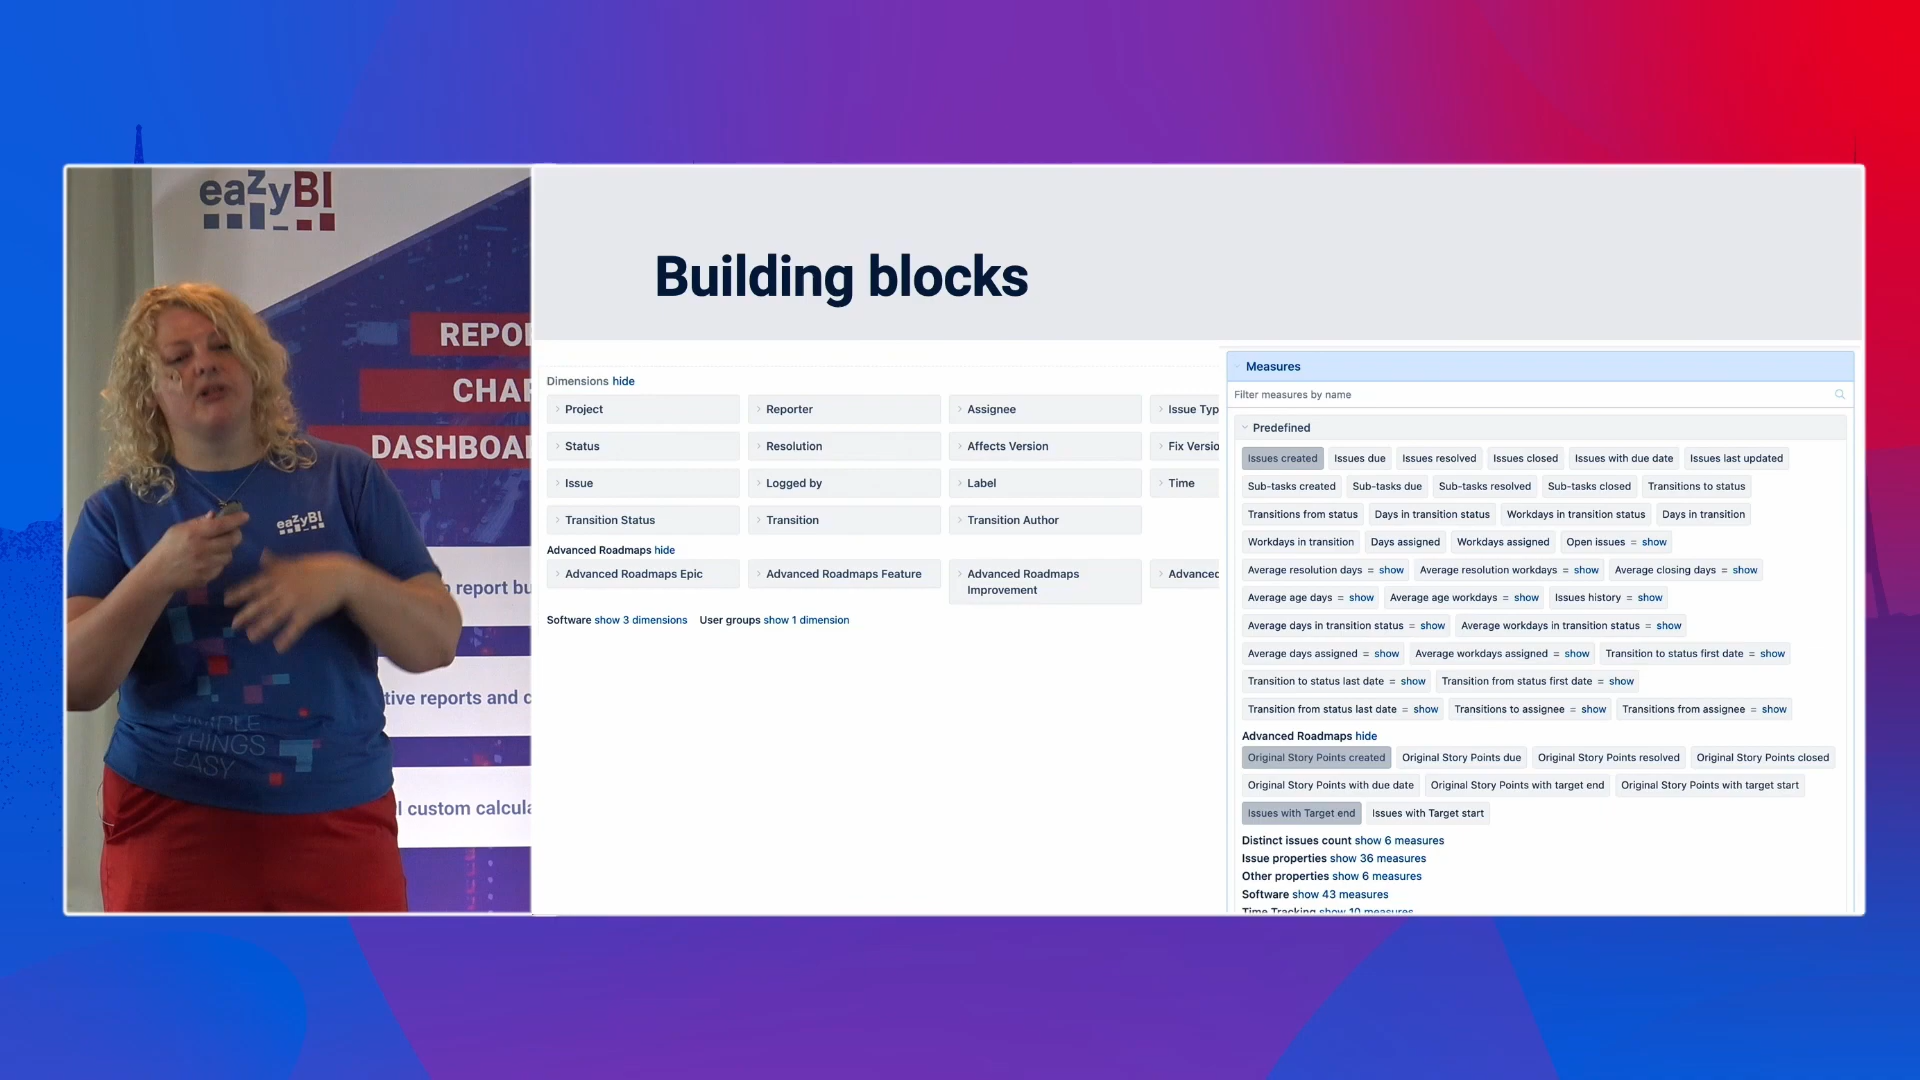 eazyBI
REPO
CHA
DASHBOA
eazyBI
SIMPLE
THINGS
EASY
report bu
tive reports and
custom calcula
Building blocks
Dimensions hide
Project Reporter Assignee Issue Typ
Status Resolution Affects Version Fix Versio
Issue Logged by Label Time
Transition Status Transition Transition Author
Advanced Roadmaps hide
Advanced Roadmaps Epic Advanced Roadmaps Feature Advanced Roadmaps Improvement Advanced
Software show 3 dimensions User groups show 1 dimension
Measures
Filter measures by name
Predefined
Issues created Issues due Issues resolved Issues closed Issues with due date Issues last updated
Sub-tasks created Sub-tasks due Sub-tasks resolved Sub-tasks closed Transitions to status
Transitions from status Days in transition status Workdays in transition status Days in transition
Workdays in transition Days assigned Workdays assigned Open issues = show
Average resolution days = show Average resolution workdays = show Average closing days = show
Average age days = show Average age workdays = show Issues history = show
Average days in transition status = show Average workdays in transition status = show
Average days assigned = show Average workdays assigned = show Transition to status first date = show
Transition to status last date = show Transition from status first date = show
Transition from status last date = show Transitions to assignee = show Transitions from assignee = show
Advanced Roadmaps hide
Original Story Points created Original Story Points due Original Story Points resolved Original Story Points closed
Original Story Points with due date Original Story Points with target end Original Story Points with target start
Issues with Target end Issues with Target start
Distinct issues count show 6 measures
Issue properties show 36 measures
Other properties show 6 measures
Software show 43 measures
Time Tracking show 10 measures